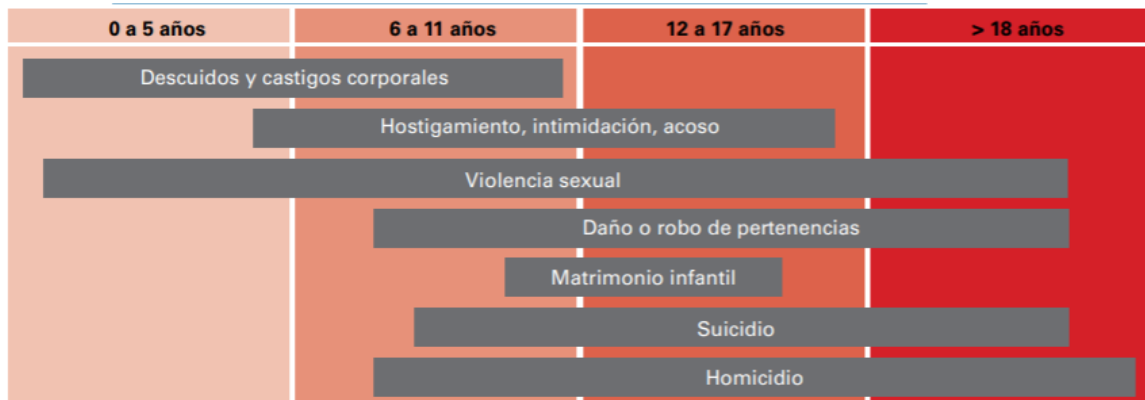 0 a 5 años
6 a 11 años
12 a 17 años
> 18 años
Descuidos y castigos corporales
Hostigamiento, intimidación, acoso
Violencia sexual
Daño o robo de pertenencias
Matrimonio infantil
Suicidio
Homicidio